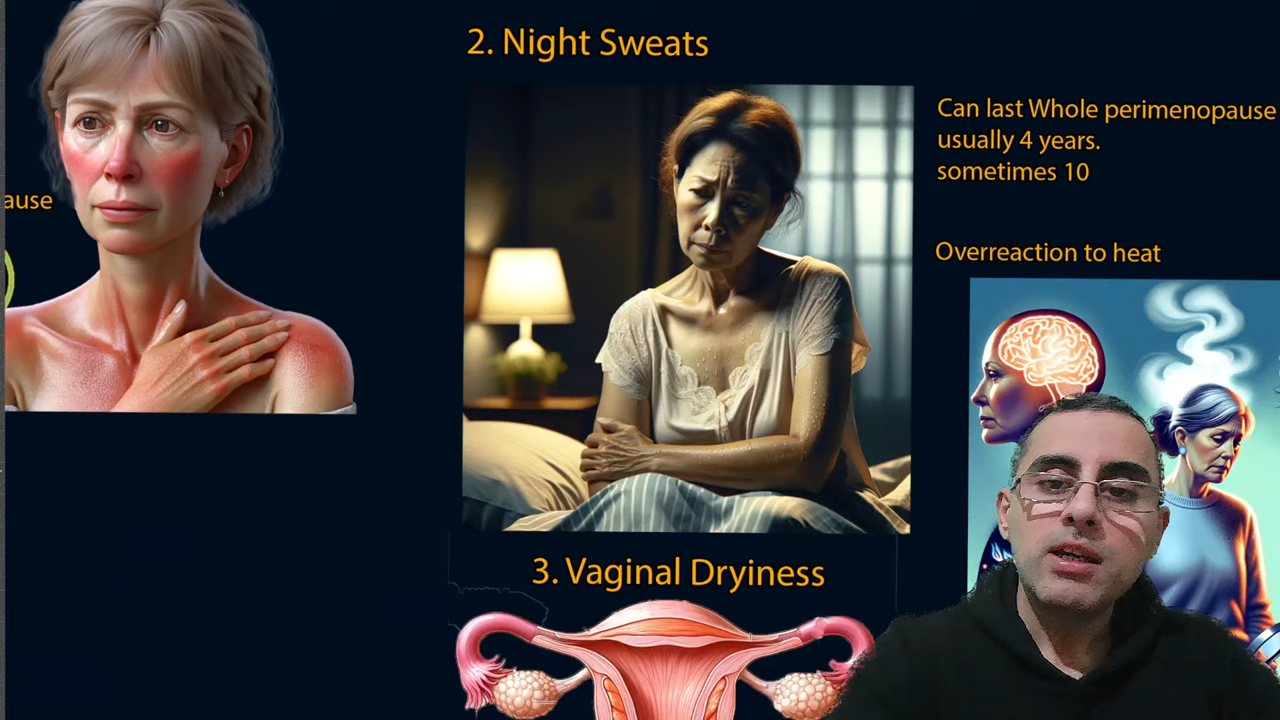 2. Night Sweats
Can last Whole perimenopause
usually 4 years.
sometimes 10
ause
Overreaction to heat
3. Vaginal Dryiness